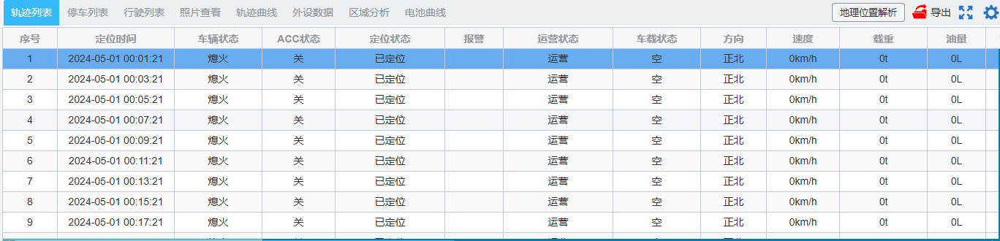 轨迹列表 停车列表 行驶列表 照片查看 轨迹曲线 外设数据 区域分析 电池曲线 地理位置解析 导出
序号 定位时间 车辆状态 ACC状态 定位状态 报警 运营状态 车载状态 方向 速度 载重 油量
1 2024-05-01 00:01:21 熄火 关 已定位 运营 空 正北 0km/h 0t 0L
2 2024-05-01 00:03:21 熄火 关 已定位 运营 空 正北 0km/h 0t 0L
3 2024-05-01 00:05:21 熄火 关 已定位 运营 空 正北 0km/h 0t 0L
4 2024-05-01 00:07:21 熄火 关 已定位 运营 空 正北 0km/h 0t 0L
5 2024-05-01 00:09:21 熄火 关 已定位 运营 空 正北 0km/h 0t 0L
6 2024-05-01 00:11:21 熄火 关 已定位 运营 空 正北 0km/h 0t 0L
7 2024-05-01 00:13:21 熄火 关 已定位 运营 空 正北 0km/h 0t 0L
8 2024-05-01 00:15:21 熄火 关 已定位 运营 空 正北 0km/h 0t 0L
9 2024-05-01 00:17:21 熄火 关 已定位 运营 空 正北 0km/h 0t 0L